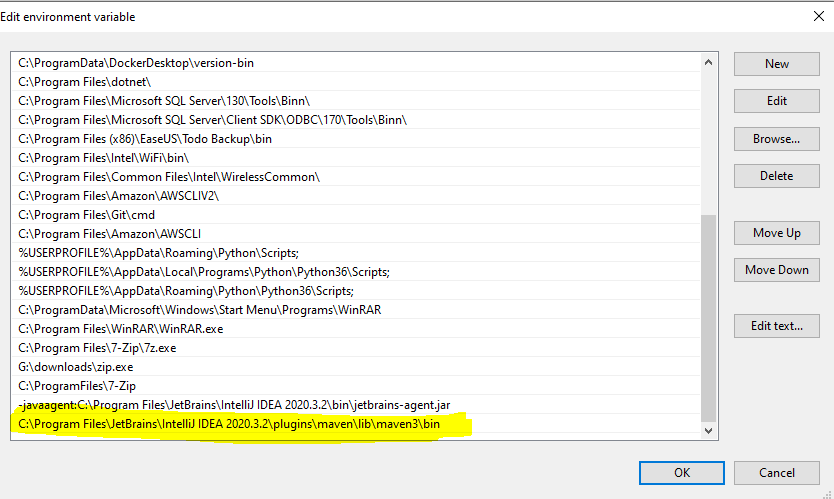 Edit environment variable
C:\ProgramData\DockerDesktop\version-bin
New
C:\Program Files\dotnet\
C:\Program Files\Microsoft SQL Server\130\Tools\Binn\
Edit
C:\Program Files\Microsoft SQL Server\Client SDK\ODBC\170\Tools\Binn\
C:\Program Files (x86)\EaseUS\Todo Backup\bin
Browse...
C:\Program Files\Intel\WiFi\bin\
C:\Program Files\Common Files\Intel\WirelessCommon\
Delete
C:\Program Files\Amazon\AWSCLIV2\
C:\Program Files\Git\cmd
C:\Program Files\Amazon\AWSCLI
Move Up
%USERPROFILE%\AppData\Roaming\Python\Scripts;
%USERPROFILE%\AppData\Local\Programs\Python\Python36\Scripts;
Move Down
%USERPROFILE%\AppData\Roaming\Python\Python36\Scripts;
C:\ProgramData\Microsoft\Windows\Start Menu\Programs\WinRAR
C:\Program Files\WinRAR\WinRAR.exe
Edit text...
C:\Program Files\7-Zip\7z.exe
G:\downloads\zip.exe
C:\ProgramFiles\7-Zip
-javaagent:C:\Program Files\JetBrains\IntelliJ IDEA 2020.3.2\bin\jetbrains-agent.jar
C:\Program Files\JetBrains\IntelliJ IDEA 2020.3.2\plugins\maven\lib\maven3\bin
OK
Cancel